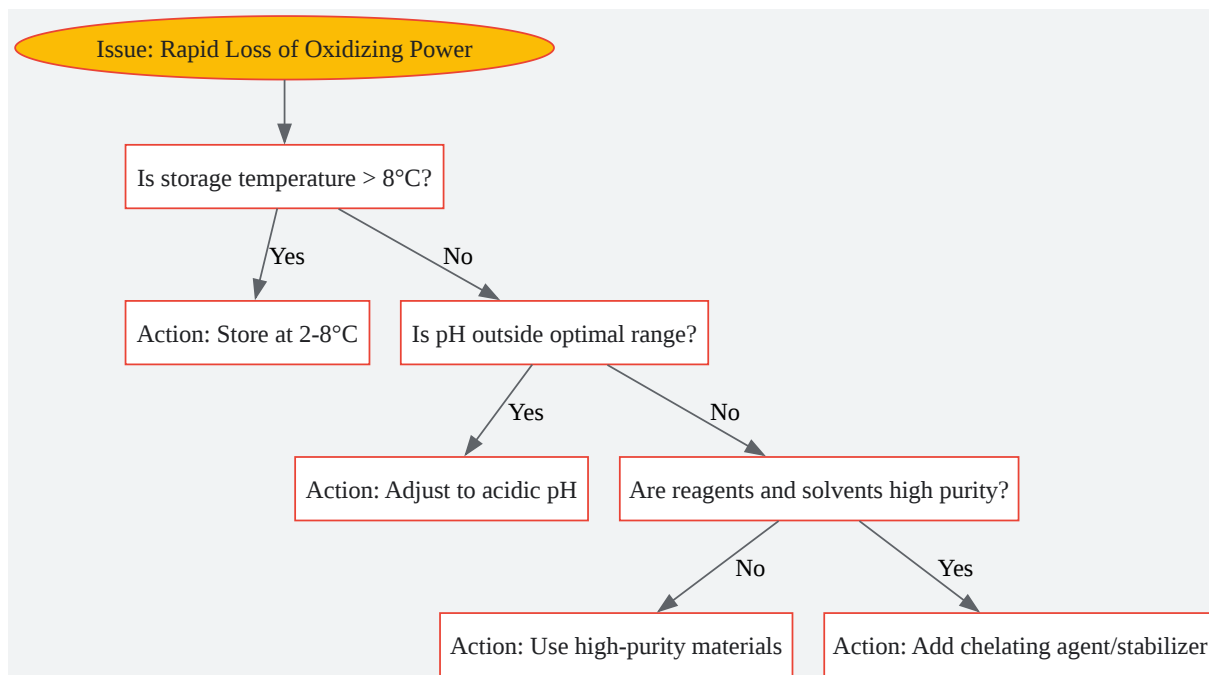 Issue: Rapid Loss of Oxidizing Power
Is storage temperature > 8°C?
Yes
No
Action: Store at 2-8°C
Is pH outside optimal range?
Yes
No
Action: Adjust to acidic pH
Are reagents and solvents high purity?
No
Yes
Action: Use high-purity materials
Action: Add chelating agent/stabilizer